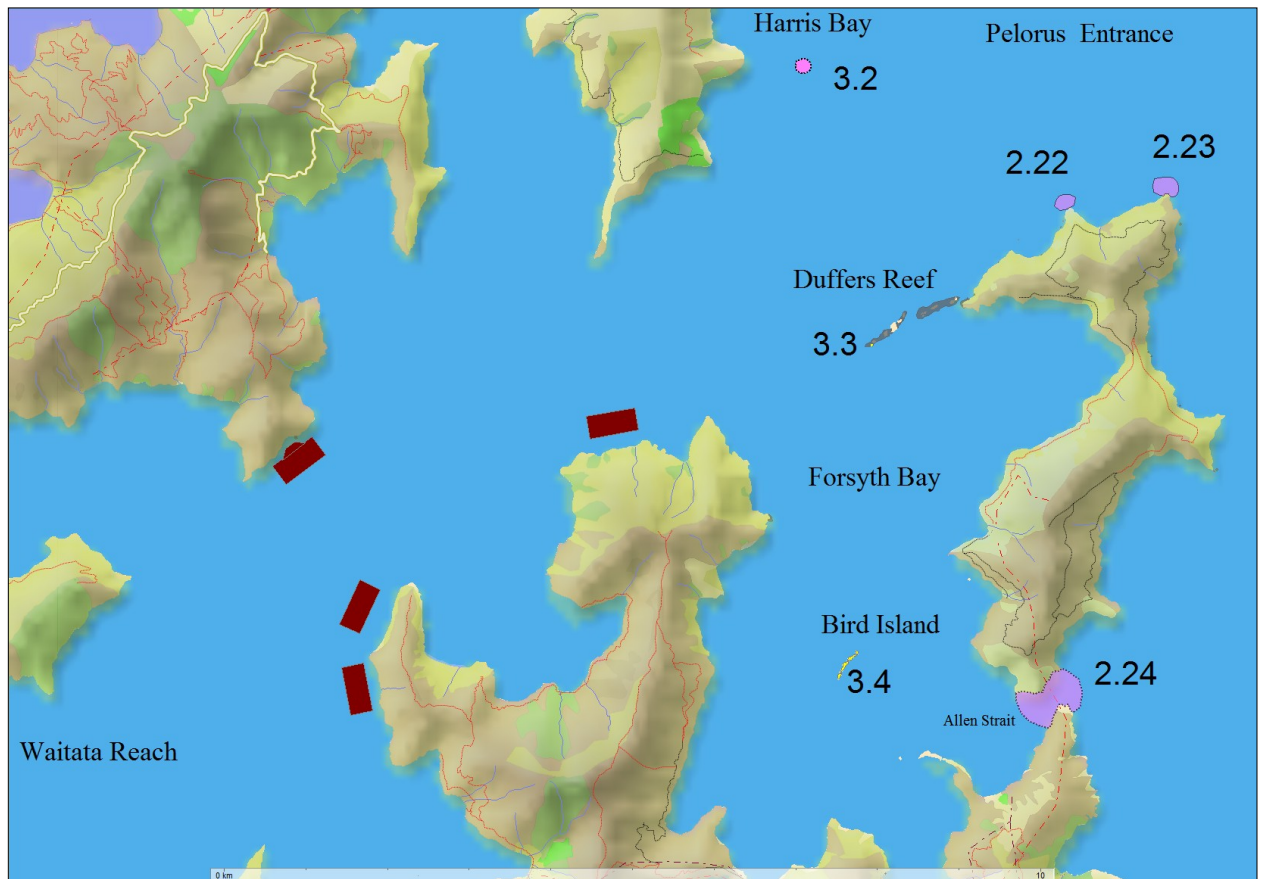 Harris Bay
Pelorus Entrance
3.2
2.22
2.23
Duffers Reef
3.3
Forsyth Bay
Bird Island
3.4
2.24
Allen Strait
Waitata Reach
0 km
10